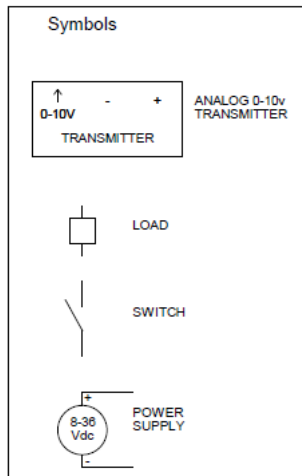 Symbols
↑ - +
0-10V
TRANSMITTER
ANALOG 0-10v
TRANSMITTER
LOAD
SWITCH
+
8-36
Vdc
-
POWER
SUPPLY